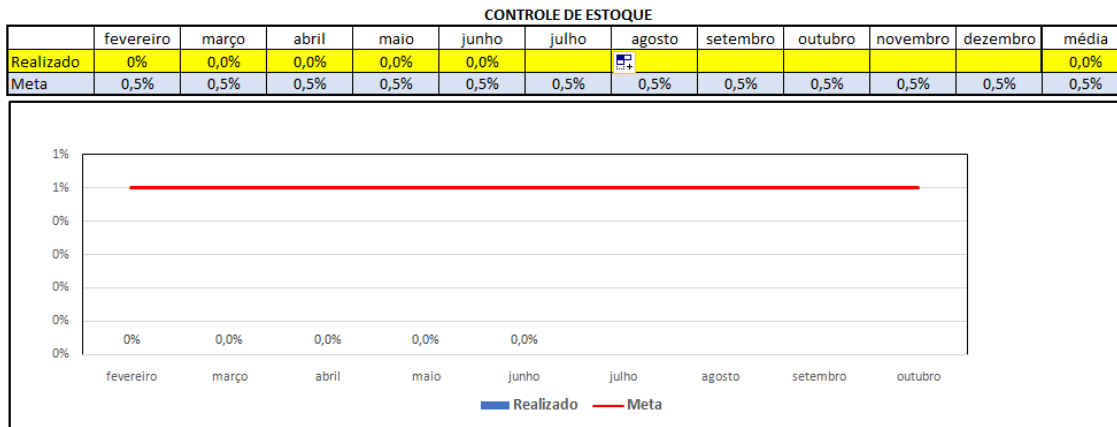 CONTROLE DE ESTOQUE
fevereiro março abril maio junho julho agosto setembro outubro novembro dezembro média
Realizado 0% 0,0% 0,0% 0,0% 0,0% 0,0%
Meta 0,5% 0,5% 0,5% 0,5% 0,5% 0,5% 0,5% 0,5% 0,5% 0,5% 0,5% 0,5%
1%
1%
0%
0%
0%
0%
0% 0,0% 0,0% 0,0% 0,0%
0%
fevereiro março abril maio junho julho agosto setembro outubro
Realizado Meta